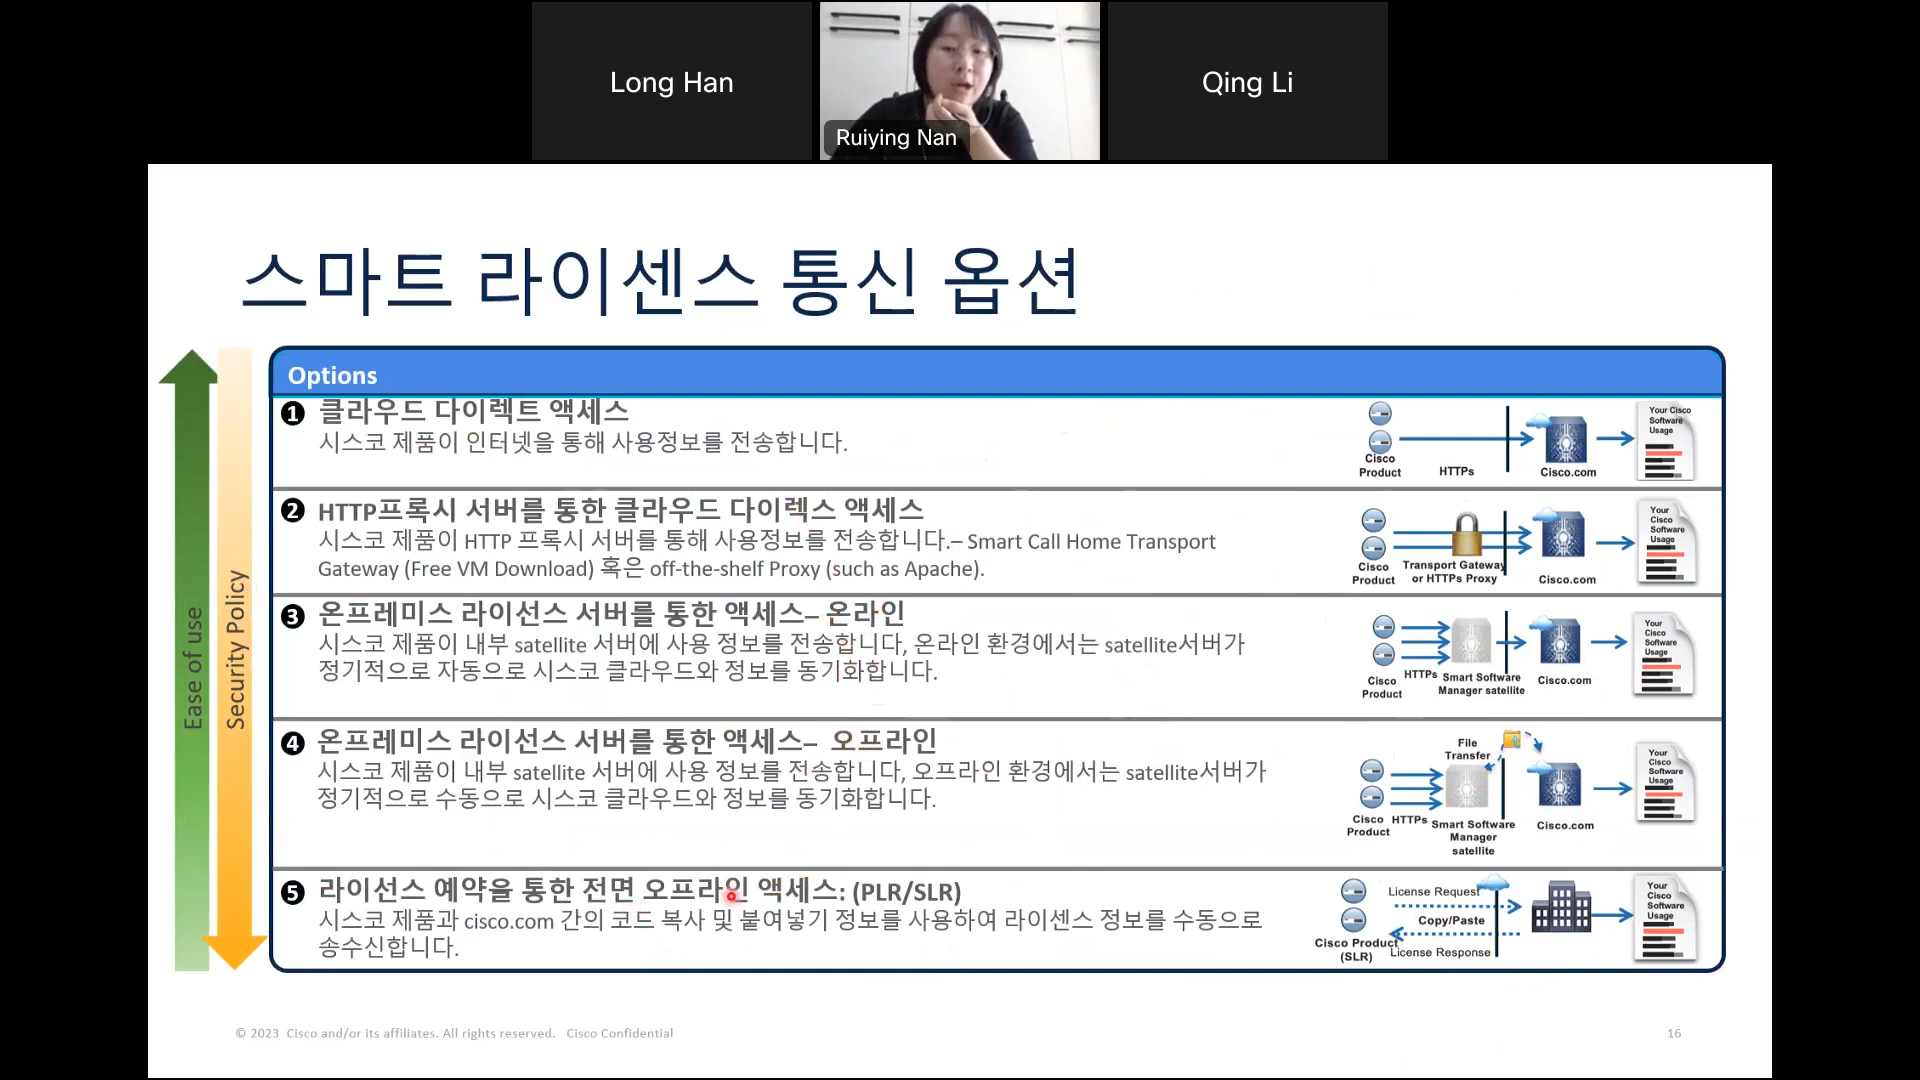 Long Han
Ruiying Nan
Qing Li
스마트 라이센스 통신 옵션
Ease of use
Security Policy
Options
1 클라우드 다이렉트 액세스
시스코 제품이 인터넷을 통해 사용정보를 전송합니다.
Cisco Product
HTTPs
Cisco.com
Your Cisco Software Usage
2 HTTP프록시 서버를 통한 클라우드 다이렉스 액세스
시스코 제품이 HTTP 프록시 서버를 통해 사용정보를 전송합니다.– Smart Call Home Transport
Gateway (Free VM Download) 혹은 off-the-shelf Proxy (such as Apache).
Cisco Product
Transport Gateway or HTTPs Proxy
Cisco.com
Your Cisco Software Usage
3 온프레미스 라이선스 서버를 통한 액세스– 온라인
시스코 제품이 내부 satellite 서버에 사용 정보를 전송합니다, 온라인 환경에서는 satellite서버가
정기적으로 자동으로 시스코 클라우드와 정보를 동기화합니다.
Cisco Product
HTTPs
Smart Software Manager satellite
Cisco.com
Your Cisco Software Usage
4 온프레미스 라이선스 서버를 통한 액세스– 오프라인
시스코 제품이 내부 satellite 서버에 사용 정보를 전송합니다, 오프라인 환경에서는 satellite서버가
정기적으로 수동으로 시스코 클라우드와 정보를 동기화합니다.
File Transfer
Cisco Product
HTTPs
Smart Software Manager satellite
Cisco.com
Your Cisco Software Usage
5 라이선스 예약을 통한 전면 오프라인 액세스: (PLR/SLR)
시스코 제품과 cisco.com 간의 코드 복사 및 붙여넣기 정보를 사용하여 라이센스 정보를 수동으로
송수신합니다.
Cisco Product (SLR)
License Request
Copy/Paste
License Response
Your Cisco Software Usage
© 2023 Cisco and/or its affiliates. All rights reserved. Cisco Confidential
16